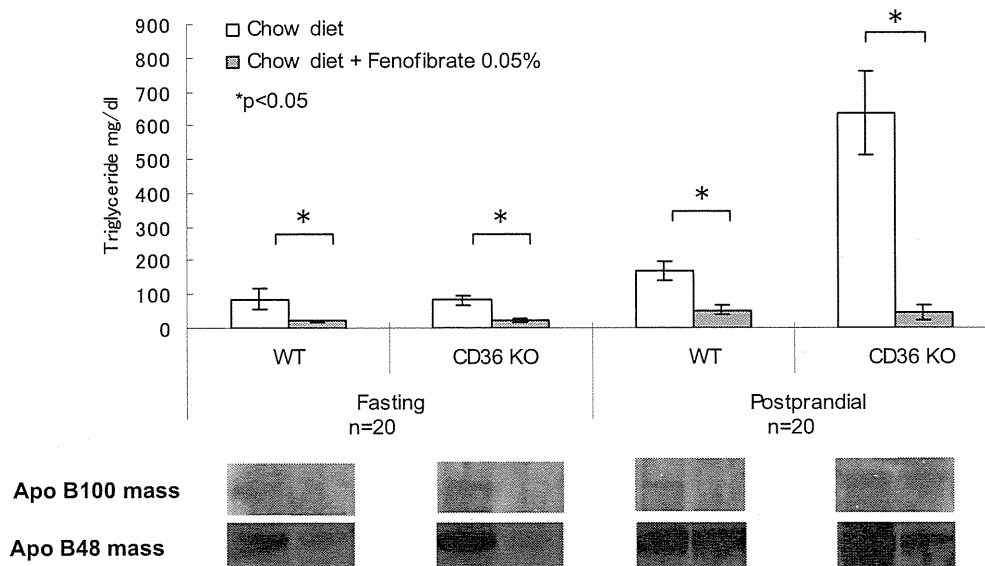 Triglyceride mg/dl
900
800
700
600
500
400
300
200
100
0
Chow diet
Chow diet + Fenofibrate 0.05%
*p<0.05
*
*
*
*
WT
CD36 KO
WT
CD36 KO
Fasting
n=20
Postprandial
n=20
Apo B100 mass
Apo B48 mass